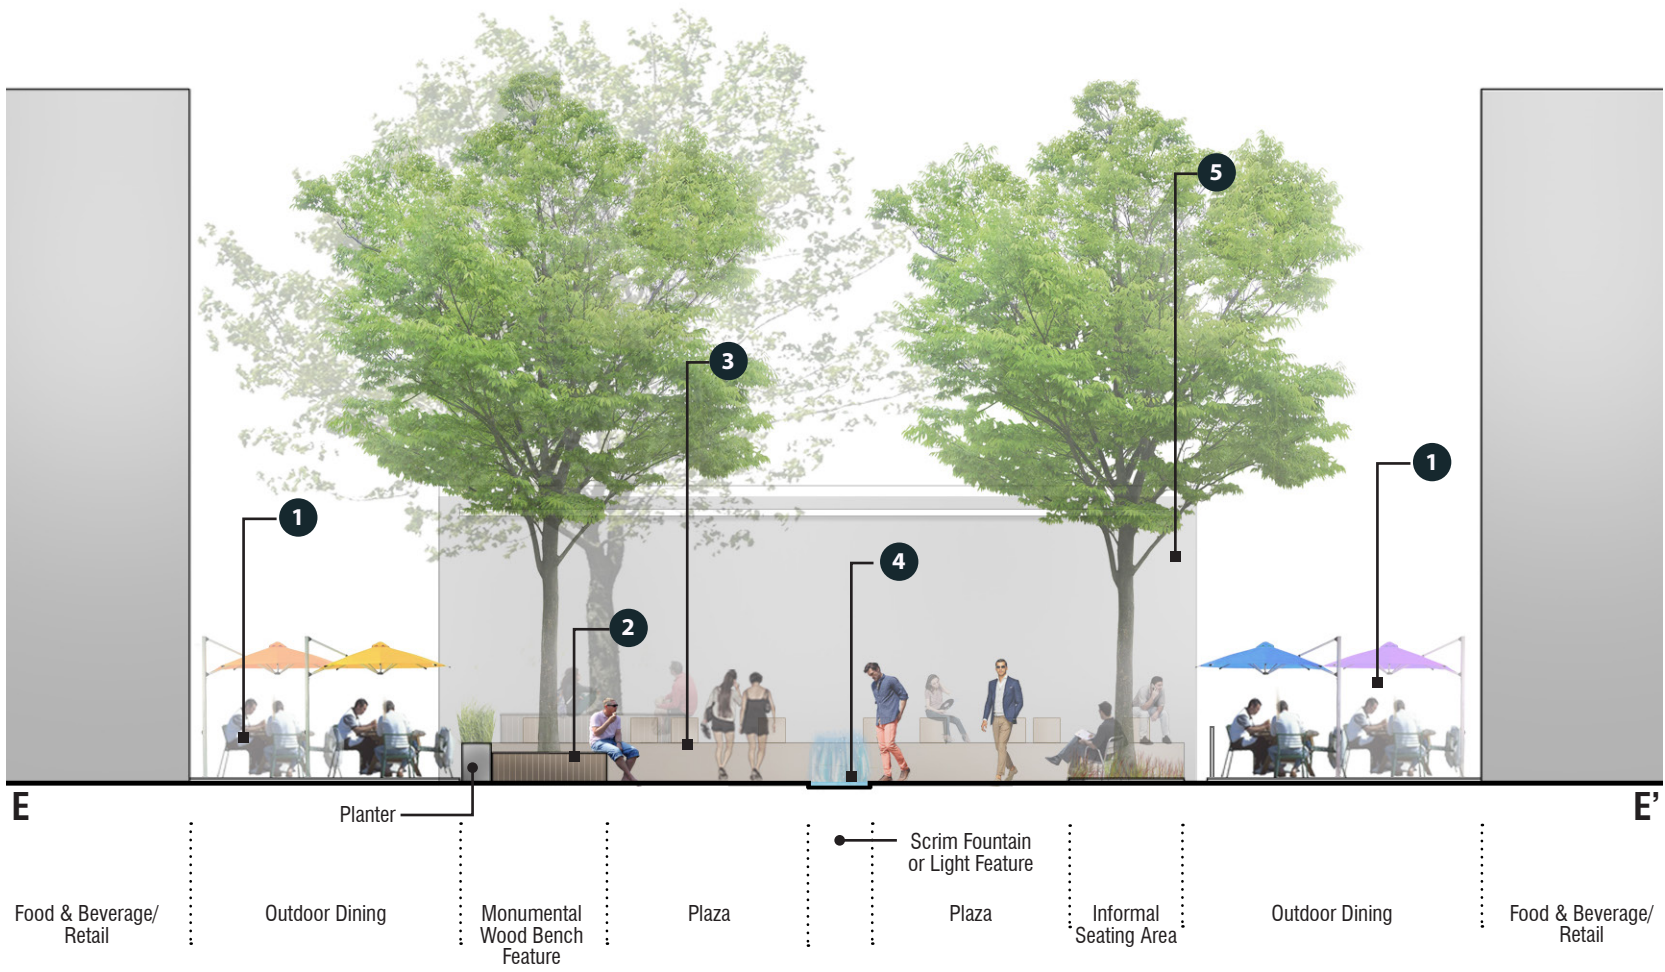 5
3
1
1
4
2
E
E’
Planter
Scrim Fountain
or Light Feature
Food & Beverage/
Retail
Outdoor Dining
Monumental
Wood Bench
Feature
Plaza
Plaza
Informal
Seating Area
Outdoor Dining
Food & Beverage/
Retail